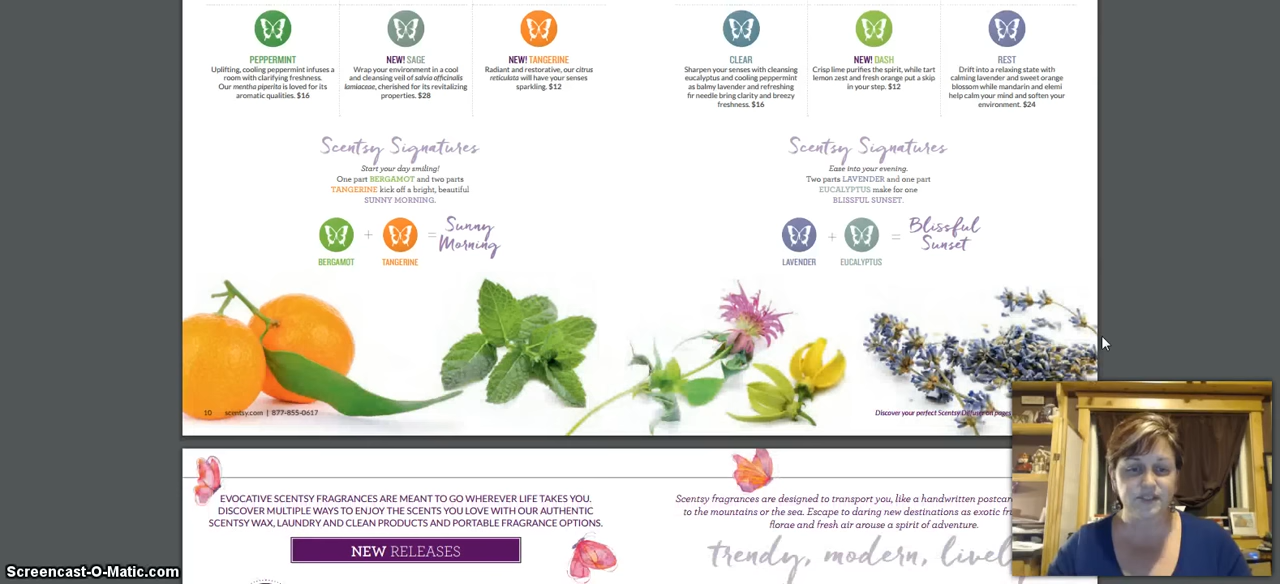 PEPPERMINT
Uplifting, cooling peppermint infuses a
room with clarifying freshness.
Our mentha piperita is loved for its
aromatic qualities. $16
NEW! SAGE
Wrap your environment in a cool
and cleansing veil of salvia officinalis
lamiaceae, cherished for its revitalizing
properties. $28
NEW! TANGERINE
Radiant and restorative, our citrus
reticulata will have your senses
sparkling. $12
CLEAR
Sharpen your senses with cleansing
eucalyptus and cooling peppermint
as balmy lavender and refreshing
fir needle bring clarity and breezy
freshness. $16
NEW! DASH
Crisp lime purifies the spirit, while tart
lemon zest and fresh orange put a skip
in your step. $12
REST
Drift into a relaxing state with
calming lavender and sweet orange
blossom while mandarin and elemi
help calm your mind and soften your
environment. $24
Scentsy Signatures
Start your day smiling!
One part BERGAMOT and two parts
TANGERINE kick off a bright, beautiful
SUNNY MORNING.
BERGAMOT
+
TANGERINE
= Sunny
Morning
Scentsy Signatures
Ease into your evening.
Two parts LAVENDER and one part
EUCALYPTUS make for one
BLISSFUL SUNSET.
LAVENDER
+
EUCALYPTUS
= Blissful
Sunset
10 scentsy.com | 877-855-0617
Discover your perfect Scentsy Diffuser on pages
EVOCATIVE SCENTSY FRAGRANCES ARE MEANT TO GO WHEREVER LIFE TAKES YOU.
DISCOVER MULTIPLE WAYS TO ENJOY THE SCENTS YOU LOVE WITH OUR AUTHENTIC
SCENTSY WAX, LAUNDRY AND CLEAN PRODUCTS AND PORTABLE FRAGRANCE OPTIONS.
NEW RELEASES
Scentsy fragrances are designed to transport you, like a handwritten postcar
to the mountains or the sea. Escape to daring new destinations as exotic fr
florae and fresh air arouse a spirit of adventure.
trendy, modern, livel
Screencast-O-Matic.com